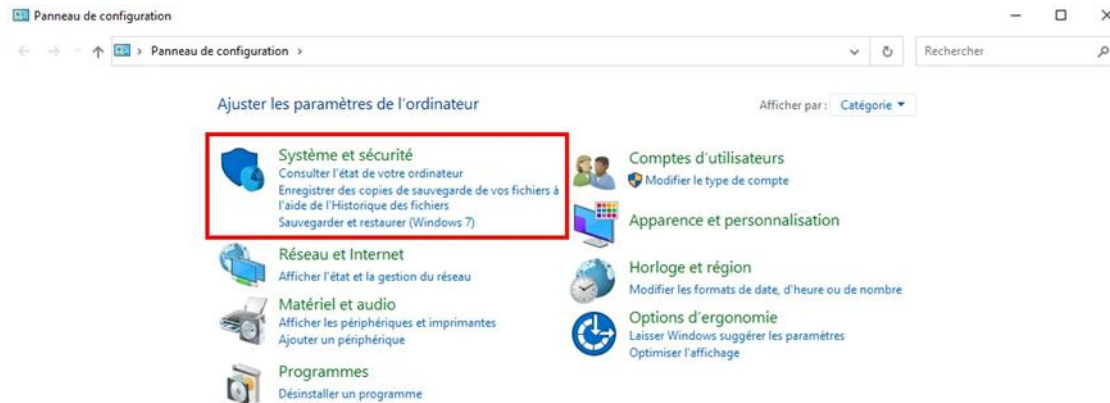 Panneau de configuration
Panneau de configuration
Rechercher
Ajuster les paramètres de l'ordinateur
Afficher par : Catégorie
Système et sécurité
Consulter l'état de votre ordinateur
Enregistrer des copies de sauvegarde de vos fichiers à
l'aide de l'Historique des fichiers
Sauvegarder et restaurer (Windows 7)
Réseau et Internet
Afficher l'état et la gestion du réseau
Matériel et audio
Afficher les périphériques et imprimantes
Ajouter un périphérique
Programmes
Désinstaller un programme
Comptes d'utilisateurs
Modifier le type de compte
Apparence et personnalisation
Horloge et région
Modifier les formats de date, d'heure ou de nombre
Options d'ergonomie
Laisser Windows suggérer les paramètres
Optimiser l'affichage